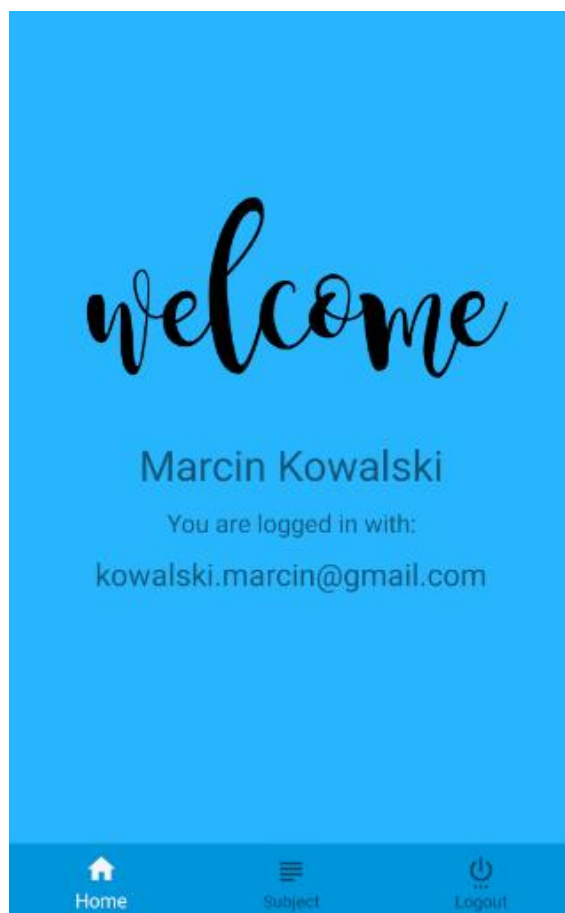 welcome
Marcin Kowalski
You are logged in with:
kowalski.marcin@gmail.com
Home Subject Logout